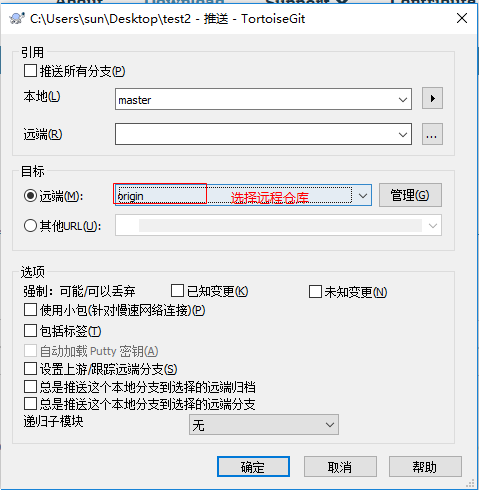 About Download Support Contribute
C:\Users\sun\Desktop\test2 - 推送 - TortoiseGit
引用
推送所有分支(P)
本地(L) master
远端(R)
目标
远端(M): origin 选择远程仓库 管理(G)
其他URL(U):
选项
强制：可能/可以丢弃 已知变更(K) 未知变更(N)
使用小包(针对慢速网络连接)(P)
包括标签(T)
自动加载 Putty 密钥(A)
设置上游/跟踪远端分支(S)
总是推送这个本地分支到选择的远端归档
总是推送这个本地分支到选择的远端分支
递归子模块 无
确定 取消 帮助